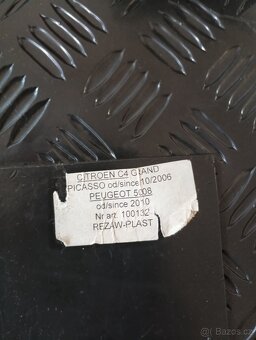 CITROEN C4 GRAND
PICASSO od/since 10/2006
PEUGEOT 5008
od/since 2010
Nr art. 100132
REZAW-PLAST
bazoš.cz